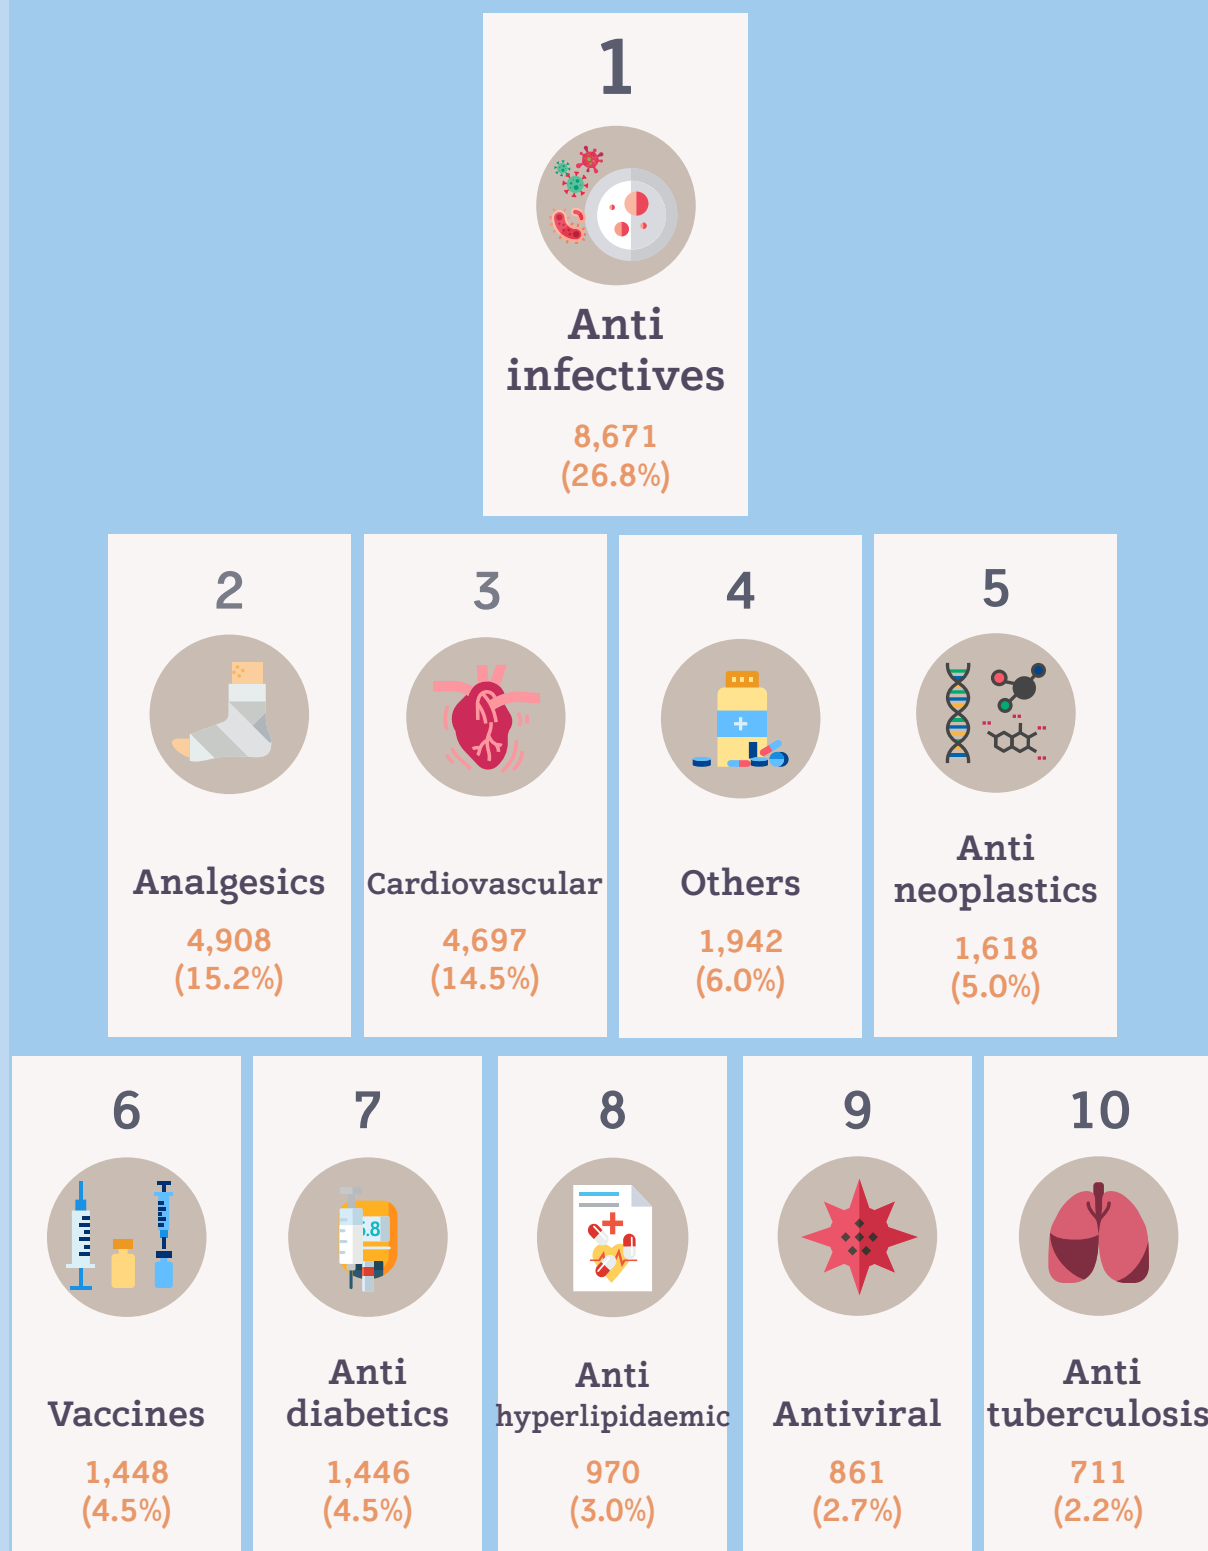 1
Anti
infectives
8,671
(26.8%)
2
Analgesics
4,908
(15.2%)
3
Cardiovascular
4,697
(14.5%)
4
Others
1,942
(6.0%)
5
Anti
neoplastics
1,618
(5.0%)
6
Vaccines
1,448
(4.5%)
7
.8
Anti
diabetics
1,446
(4.5%)
8
Anti
hyperlipidaemic
970
(3.0%)
9
Antiviral
861
(2.7%)
10
Anti
tuberculosis
711
(2.2%)